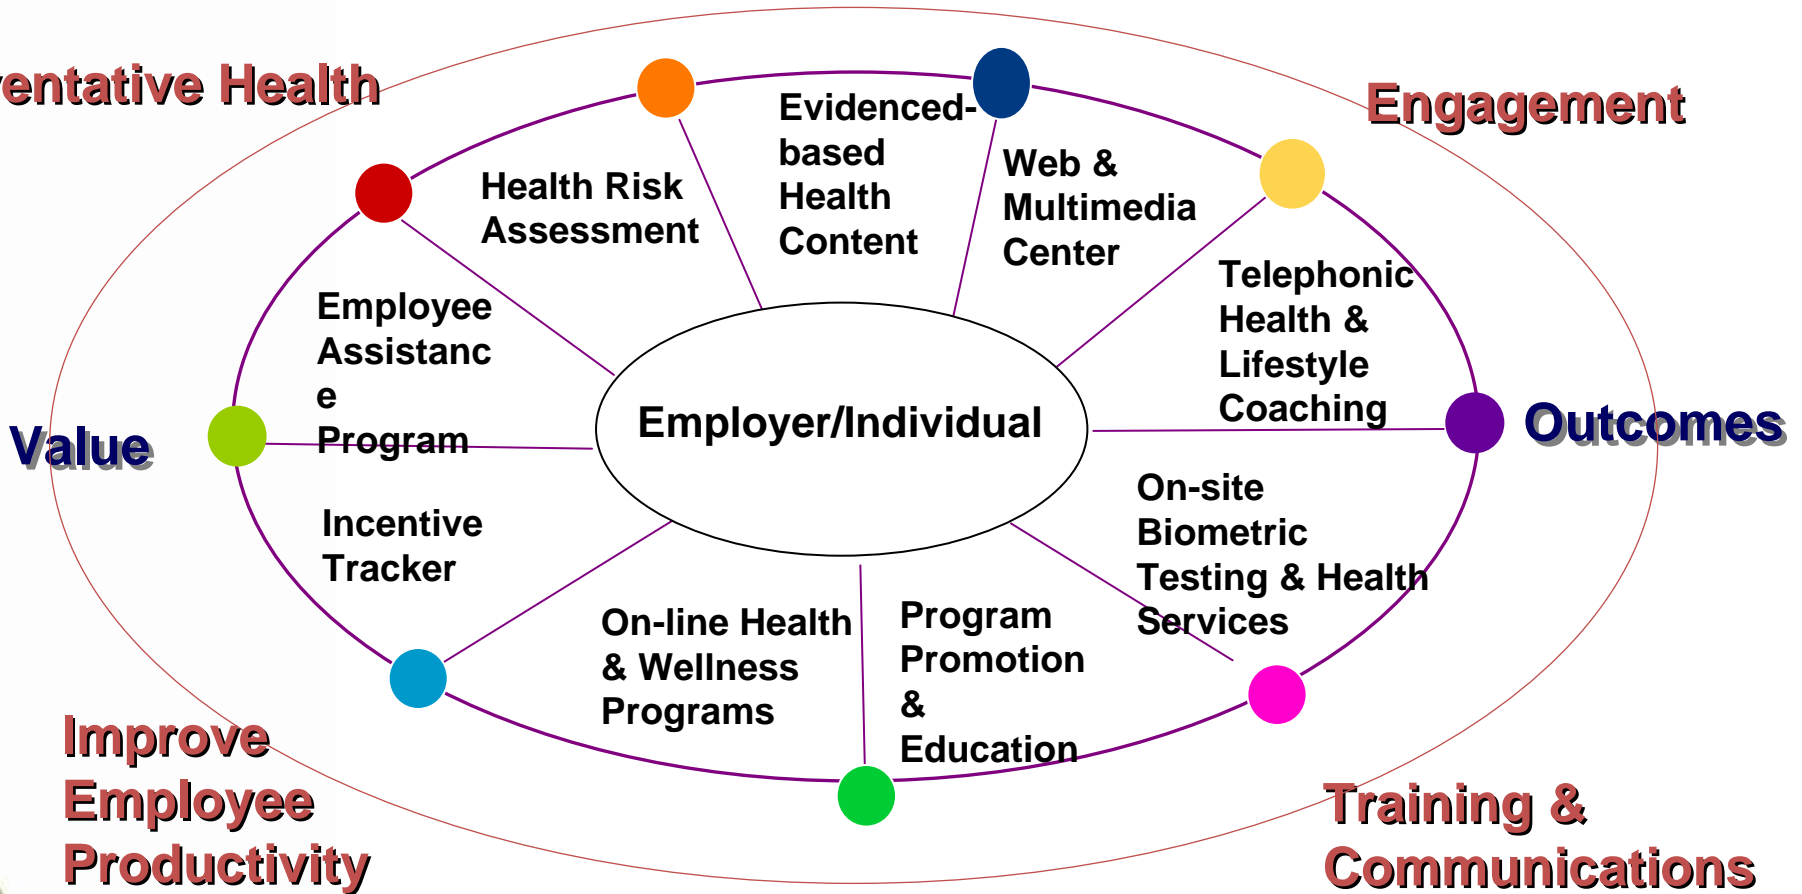 entative Health
Engagement
Evidenced-
based
Health
Content
Web &
Multimedia
Center
Health Risk
Assessment
Telephonic
Health &
Lifestyle
Coaching
Employee
Assistanc
e
Program
Employer/Individual
Value
Outcomes
On-site
Biometric
Testing & Health
Services
Incentive
Tracker
On-line Health
& Wellness
Programs
Program
Promotion
&
Education
Improve
Employee
Productivity
Training &
Communications